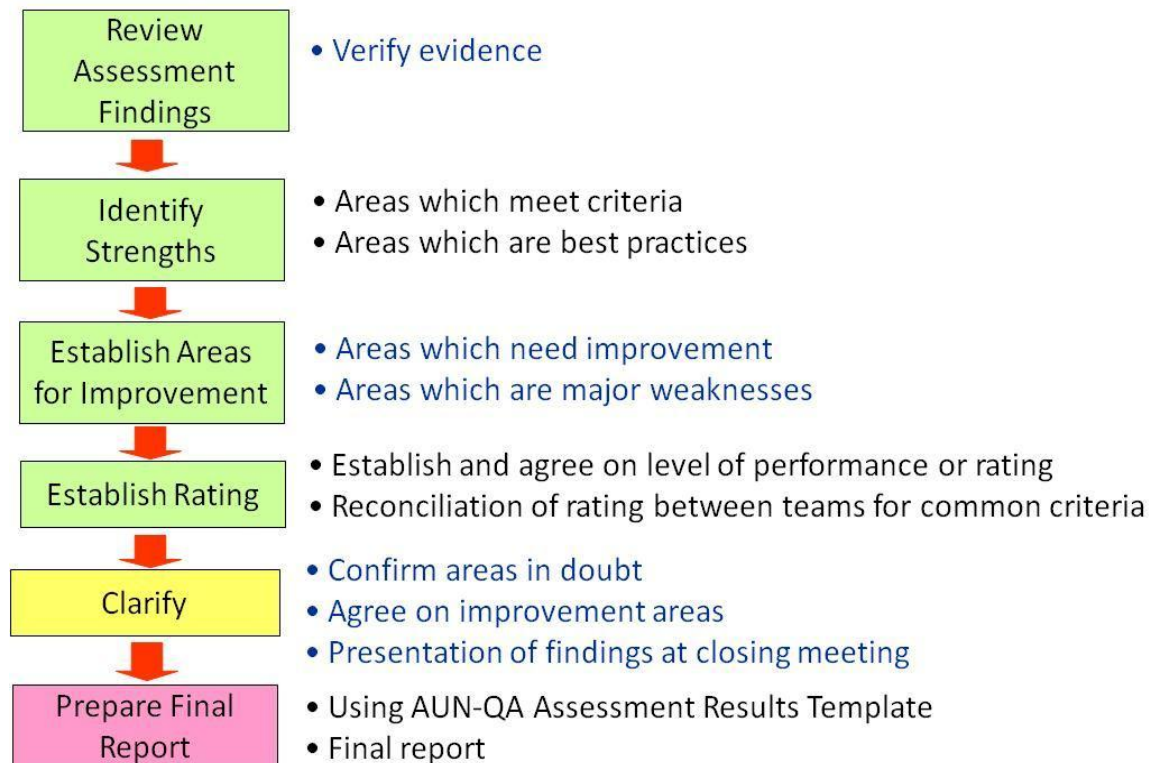 Review
Assessment
Findings
• Verify evidence
Identify
Strengths
• Areas which meet criteria
• Areas which are best practices
Establish Areas
for Improvement
• Areas which need improvement
• Areas which are major weaknesses
Establish Rating
• Establish and agree on level of performance or rating
• Reconciliation of rating between teams for common criteria
Clarify
• Confirm areas in doubt
• Agree on improvement areas
• Presentation of findings at closing meeting
Prepare Final
Report
• Using AUN-QA Assessment Results Template
• Final report